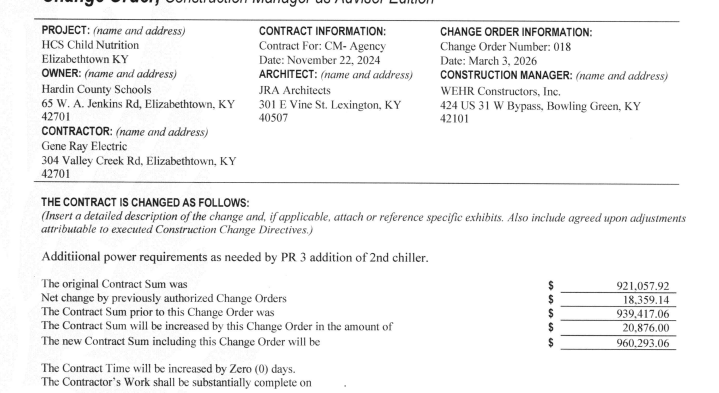 Change Order, Construction Manager as Advisor Edition
PROJECT: (name and address)
HCS Child Nutrition
Elizabethtown KY
OWNER: (name and address)
Hardin County Schools
65 W. A. Jenkins Rd, Elizabethtown, KY
42701
CONTRACTOR: (name and address)
Gene Ray Electric
304 Valley Creek Rd, Elizabethtown, KY
42701
CONTRACT INFORMATION:
Contract For: CM- Agency
Date: November 22, 2024
ARCHITECT: (name and address)
JRA Architects
301 E Vine St. Lexington, KY
40507
CHANGE ORDER INFORMATION:
Change Order Number: 018
Date: March 3, 2026
CONSTRUCTION MANAGER: (name and address)
WEHR Constructors, Inc.
424 US 31 W Bypass, Bowling Green, KY
42101
THE CONTRACT IS CHANGED AS FOLLOWS:
(Insert a detailed description of the change and, if applicable, attach or reference specific exhibits. Also include agreed upon adjustments
attributable to executed Construction Change Directives.)
Addititional power requirements as needed by PR 3 addition of 2nd chiller.
The original Contract Sum was $ 921,057.92
Net change by previously authorized Change Orders $ 18,359.14
The Contract Sum prior to this Change Order was $ 939,417.06
The Contract Sum will be increased by this Change Order in the amount of $ 20,876.00
The new Contract Sum including this Change Order will be $ 960,293.06
The Contract Time will be increased by Zero (0) days.
The Contractor's Work shall be substantially complete on .